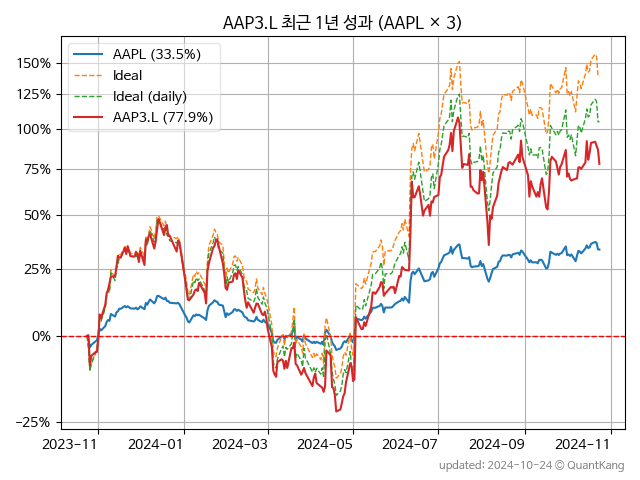 AAP3.L 최근 1년 성과 (AAPL × 3)
AAPL (33.5%)
Ideal
Ideal (daily)
AAP3.L (77.9%)
150%
125%
100%
75%
50%
25%
0%
-25%
2023-11
2024-01
2024-03
2024-05
2024-07
2024-09
2024-11
updated: 2024-10-24 © QuantKang